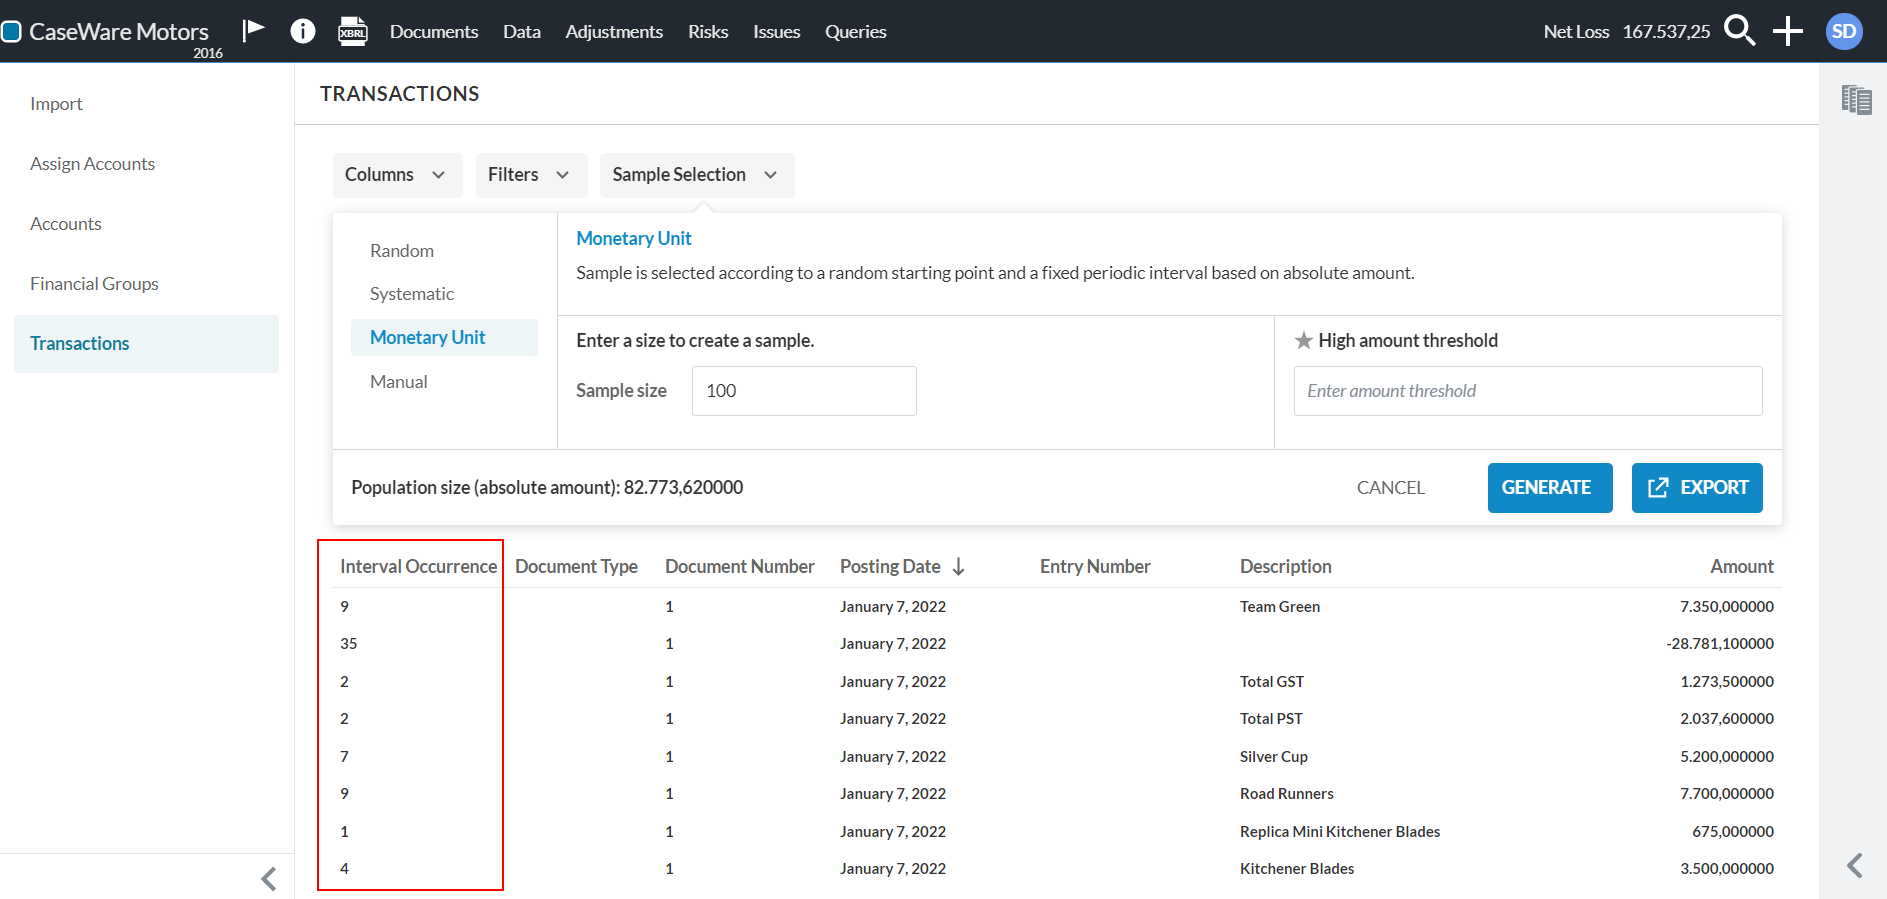 CaseWare Motors
2016
XBRL
Documents
Data
Adjustments
Risks
Issues
Queries
Net Loss 167.537,25
SD
Import
Assign Accounts
Accounts
Financial Groups
Transactions
TRANSACTIONS
Columns
Filters
Sample Selection
Random
Systematic
Monetary Unit
Manual
Monetary Unit
Sample is selected according to a random starting point and a fixed periodic interval based on absolute amount.
Enter a size to create a sample.
Sample size 100
High amount threshold
Enter amount threshold
Population size (absolute amount): 82.773,620000
CANCEL
GENERATE
EXPORT
Interval Occurrence Document Type Document Number Posting Date Entry Number Description Amount
9 1 January 7, 2022 Team Green 7.350,000000
35 1 January 7, 2022 -28.781,100000
2 1 January 7, 2022 Total GST 1.273,500000
2 1 January 7, 2022 Total PST 2.037,600000
7 1 January 7, 2022 Silver Cup 5.200,000000
9 1 January 7, 2022 Road Runners 7.700,000000
1 1 January 7, 2022 Replica Mini Kitchener Blades 675,000000
4 1 January 7, 2022 Kitchener Blades 3.500,000000